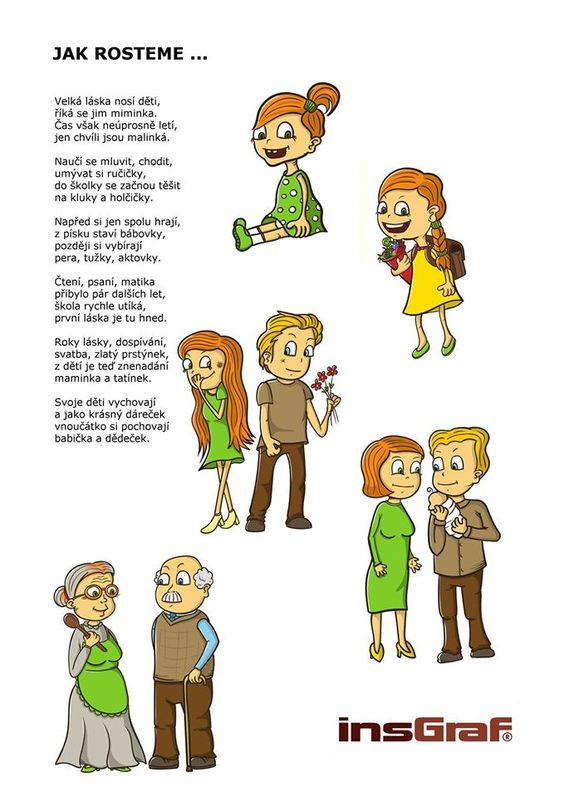 JAK ROSTEME ...
Velká láska nosí děti,
říká se jim miminka.
Čas však neúprosně letí,
jen chvíli jsou malinká.
Naučí se mluvit, chodit,
umývat si ručičky,
do školky se začnou těšit
na kluky a holčičky.
Napřed si jen spolu hrají,
z písku staví bábovky,
později si vybírají
pera, tužky, aktovky.
Čtení, psaní, matika
přibylo pár dalších let,
škola rychle utíká,
první láska je tu hned.
Roky lásky, dospívání,
svatba, zlatý prstýnek,
z dětí je teď znenadání
maminka a tatínek.
Svoje děti vychovají
a jako krásný dáreček
vnoučátko si pochovají
babička a dědeček.
insGraf®